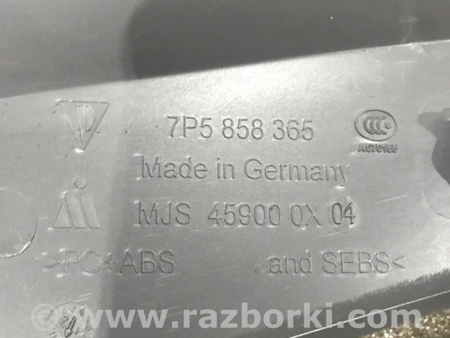 7P5 858 365
Made in Germany
MJS 45900 0X 04
>PC+ABS and SEBS<
www.razborki.com